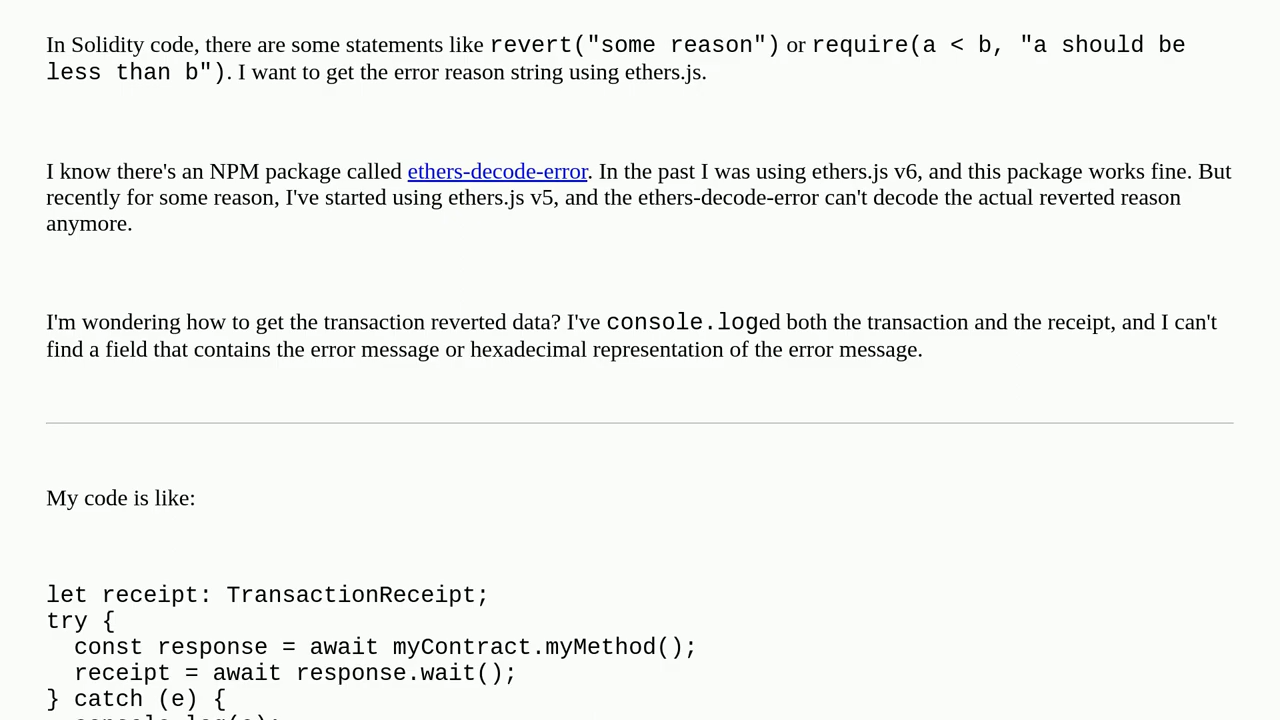 In Solidity code, there are some statements like revert("some reason") or require(a < b, "a should be
less than b"). I want to get the error reason string using ethers.js.
I know there's an NPM package called ethers-decode-error. In the past I was using ethers.js v6, and this package works fine. But
recently for some reason, I've started using ethers.js v5, and the ethers-decode-error can't decode the actual reverted reason
anymore.
I'm wondering how to get the transaction reverted data? I've console.loged both the transaction and the receipt, and I can't
find a field that contains the error message or hexadecimal representation of the error message.
My code is like:
let receipt: TransactionReceipt;
try {
  const response = await myContract.myMethod();
  receipt = await response.wait();
} catch (e) {
  console.log(e);